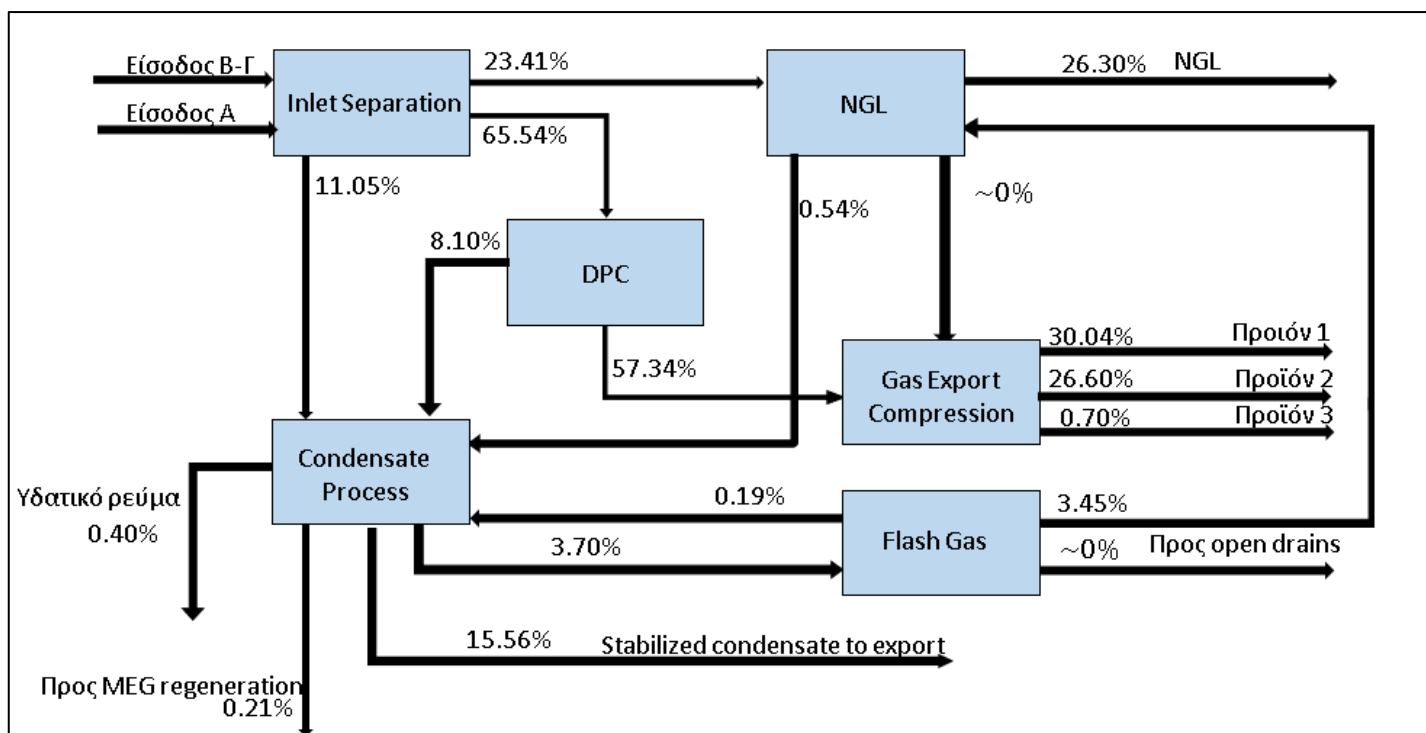 Είσοδος Β-Γ
23.41%
26.30%
NGL
Inlet Separation
NGL
Είσοδος Α
65.54%
11.05%
~0%
0.54%
8.10%
DPC
57.34%
30.04%
Προιόν 1
Gas Export
Compression
26.60%
Προϊόν 2
0.70%
Προϊόν 3
Condensate
Process
Υδατικό ρεύμα
0.40%
0.19%
3.45%
3.70%
Flash Gas
~0%
Προς open drains
15.56%
Stabilized condensate to export
Προς MEG regeneration
0.21%